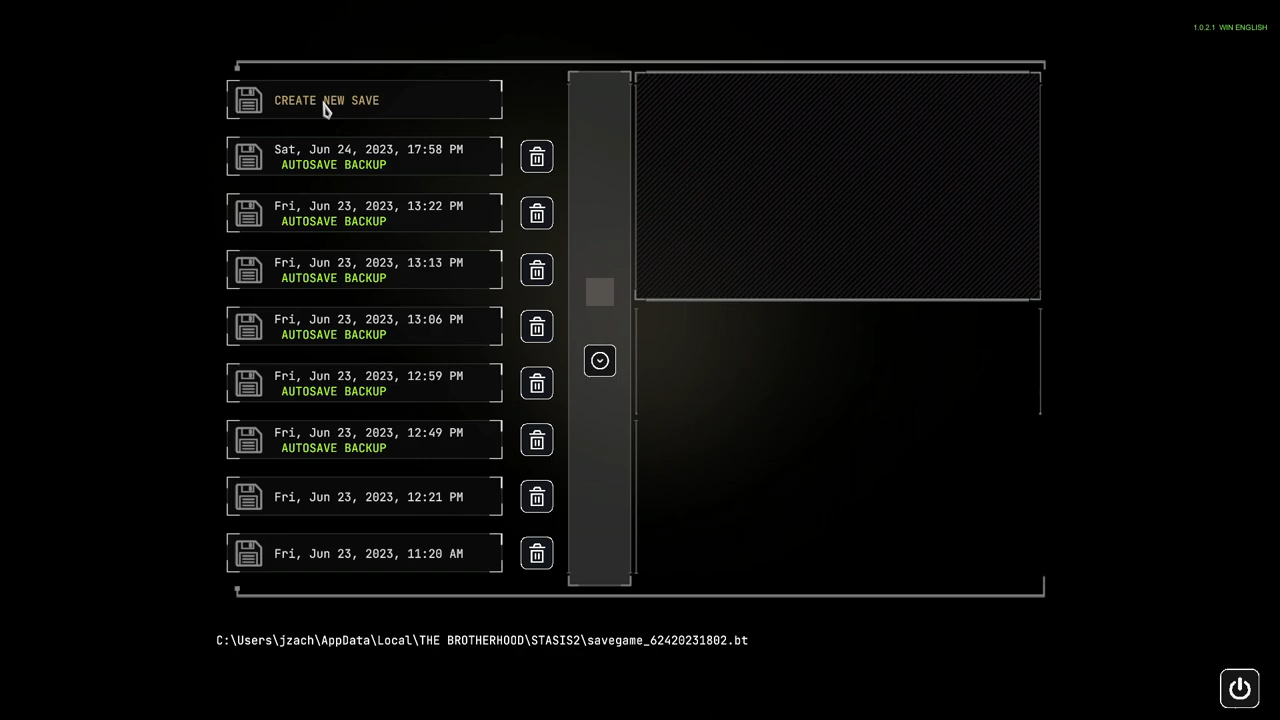 1.0.2.1 WIN ENGLISH
CREATE NEW SAVE
Sat, Jun 24, 2023, 17:58 PM
AUTOSAVE BACKUP
Fri, Jun 23, 2023, 13:22 PM
AUTOSAVE BACKUP
Fri, Jun 23, 2023, 13:13 PM
AUTOSAVE BACKUP
Fri, Jun 23, 2023, 13:06 PM
AUTOSAVE BACKUP
Fri, Jun 23, 2023, 12:59 PM
AUTOSAVE BACKUP
Fri, Jun 23, 2023, 12:49 PM
AUTOSAVE BACKUP
Fri, Jun 23, 2023, 12:21 PM
Fri, Jun 23, 2023, 11:20 AM
C:\Users\jzach\AppData\Local\THE BROTHERHOOD\STASIS2\savegame_62420231802.bt